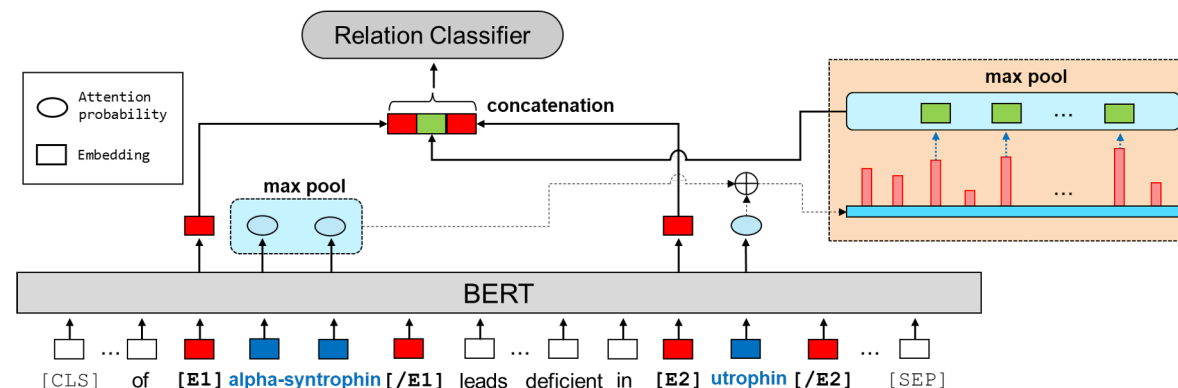 Relation Classifier
Attention
probability
Embedding
concatenation
max pool
...
max pool
...
BERT
... ... ...
[CLS] of [E1] alpha-syntrophin [/E1] leads deficient in [E2] utrophin [/E2] [SEP]